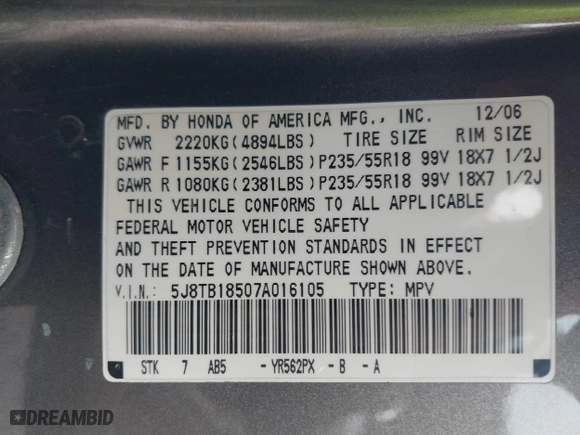 MFD. BY HONDA OF AMERICA MFG., INC. 12/06
GVWR 2220KG(4894LBS) TIRE SIZE RIM SIZE
GAWR F 1155KG(2546LBS) P235/55R18 99V 18X7 1/2J
GAWR R 1080KG(2381LBS) P235/55R18 99V 18X7 1/2J
THIS VEHICLE CONFORMS TO ALL APPLICABLE
FEDERAL MOTOR VEHICLE SAFETY
AND THEFT PREVENTION STANDARDS IN EFFECT
ON THE DATE OF MANUFACTURE SHOWN ABOVE.
V.I.N.: 5J8TB18507A016105 TYPE: MPV
STK 7 AB5 - YR562PX - B - A
DREAMBID